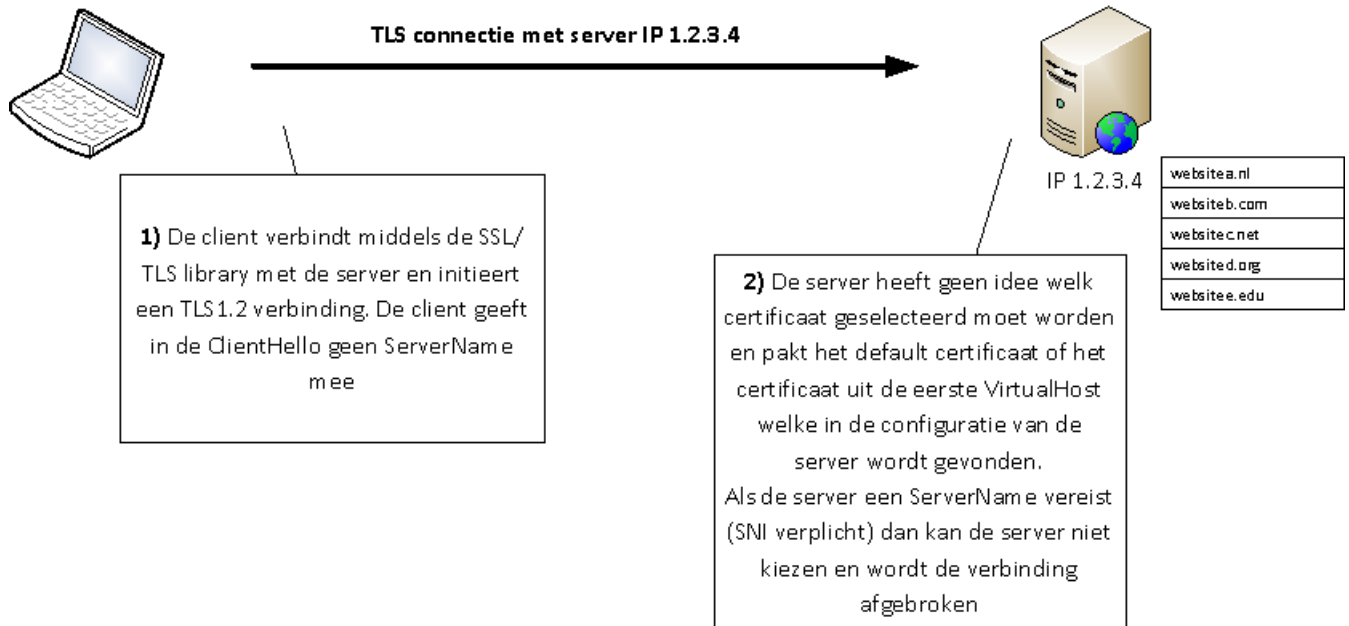 TLS connectie met server IP 1.2.3.4
IP 1.2.3.4
websitea.nl
websiteb.com
websitec.net
websited.org
websitee.edu
1) De client verbindt middels de SSL/
TLS library met de server en initieert
een TLS1.2 verbinding. De client geeft
in de ClientHello geen ServerName
mee
2) De server heeft geen idee welk
certificaat geselecteerd moet worden
en pakt het default certificaat of het
certificaat uit de eerste VirtualHost
welke in de configuratie van de
server wordt gevonden.
Als de server een ServerName vereist
(SNI verplicht) dan kan de server niet
kiezen en wordt de verbinding
afgebroken